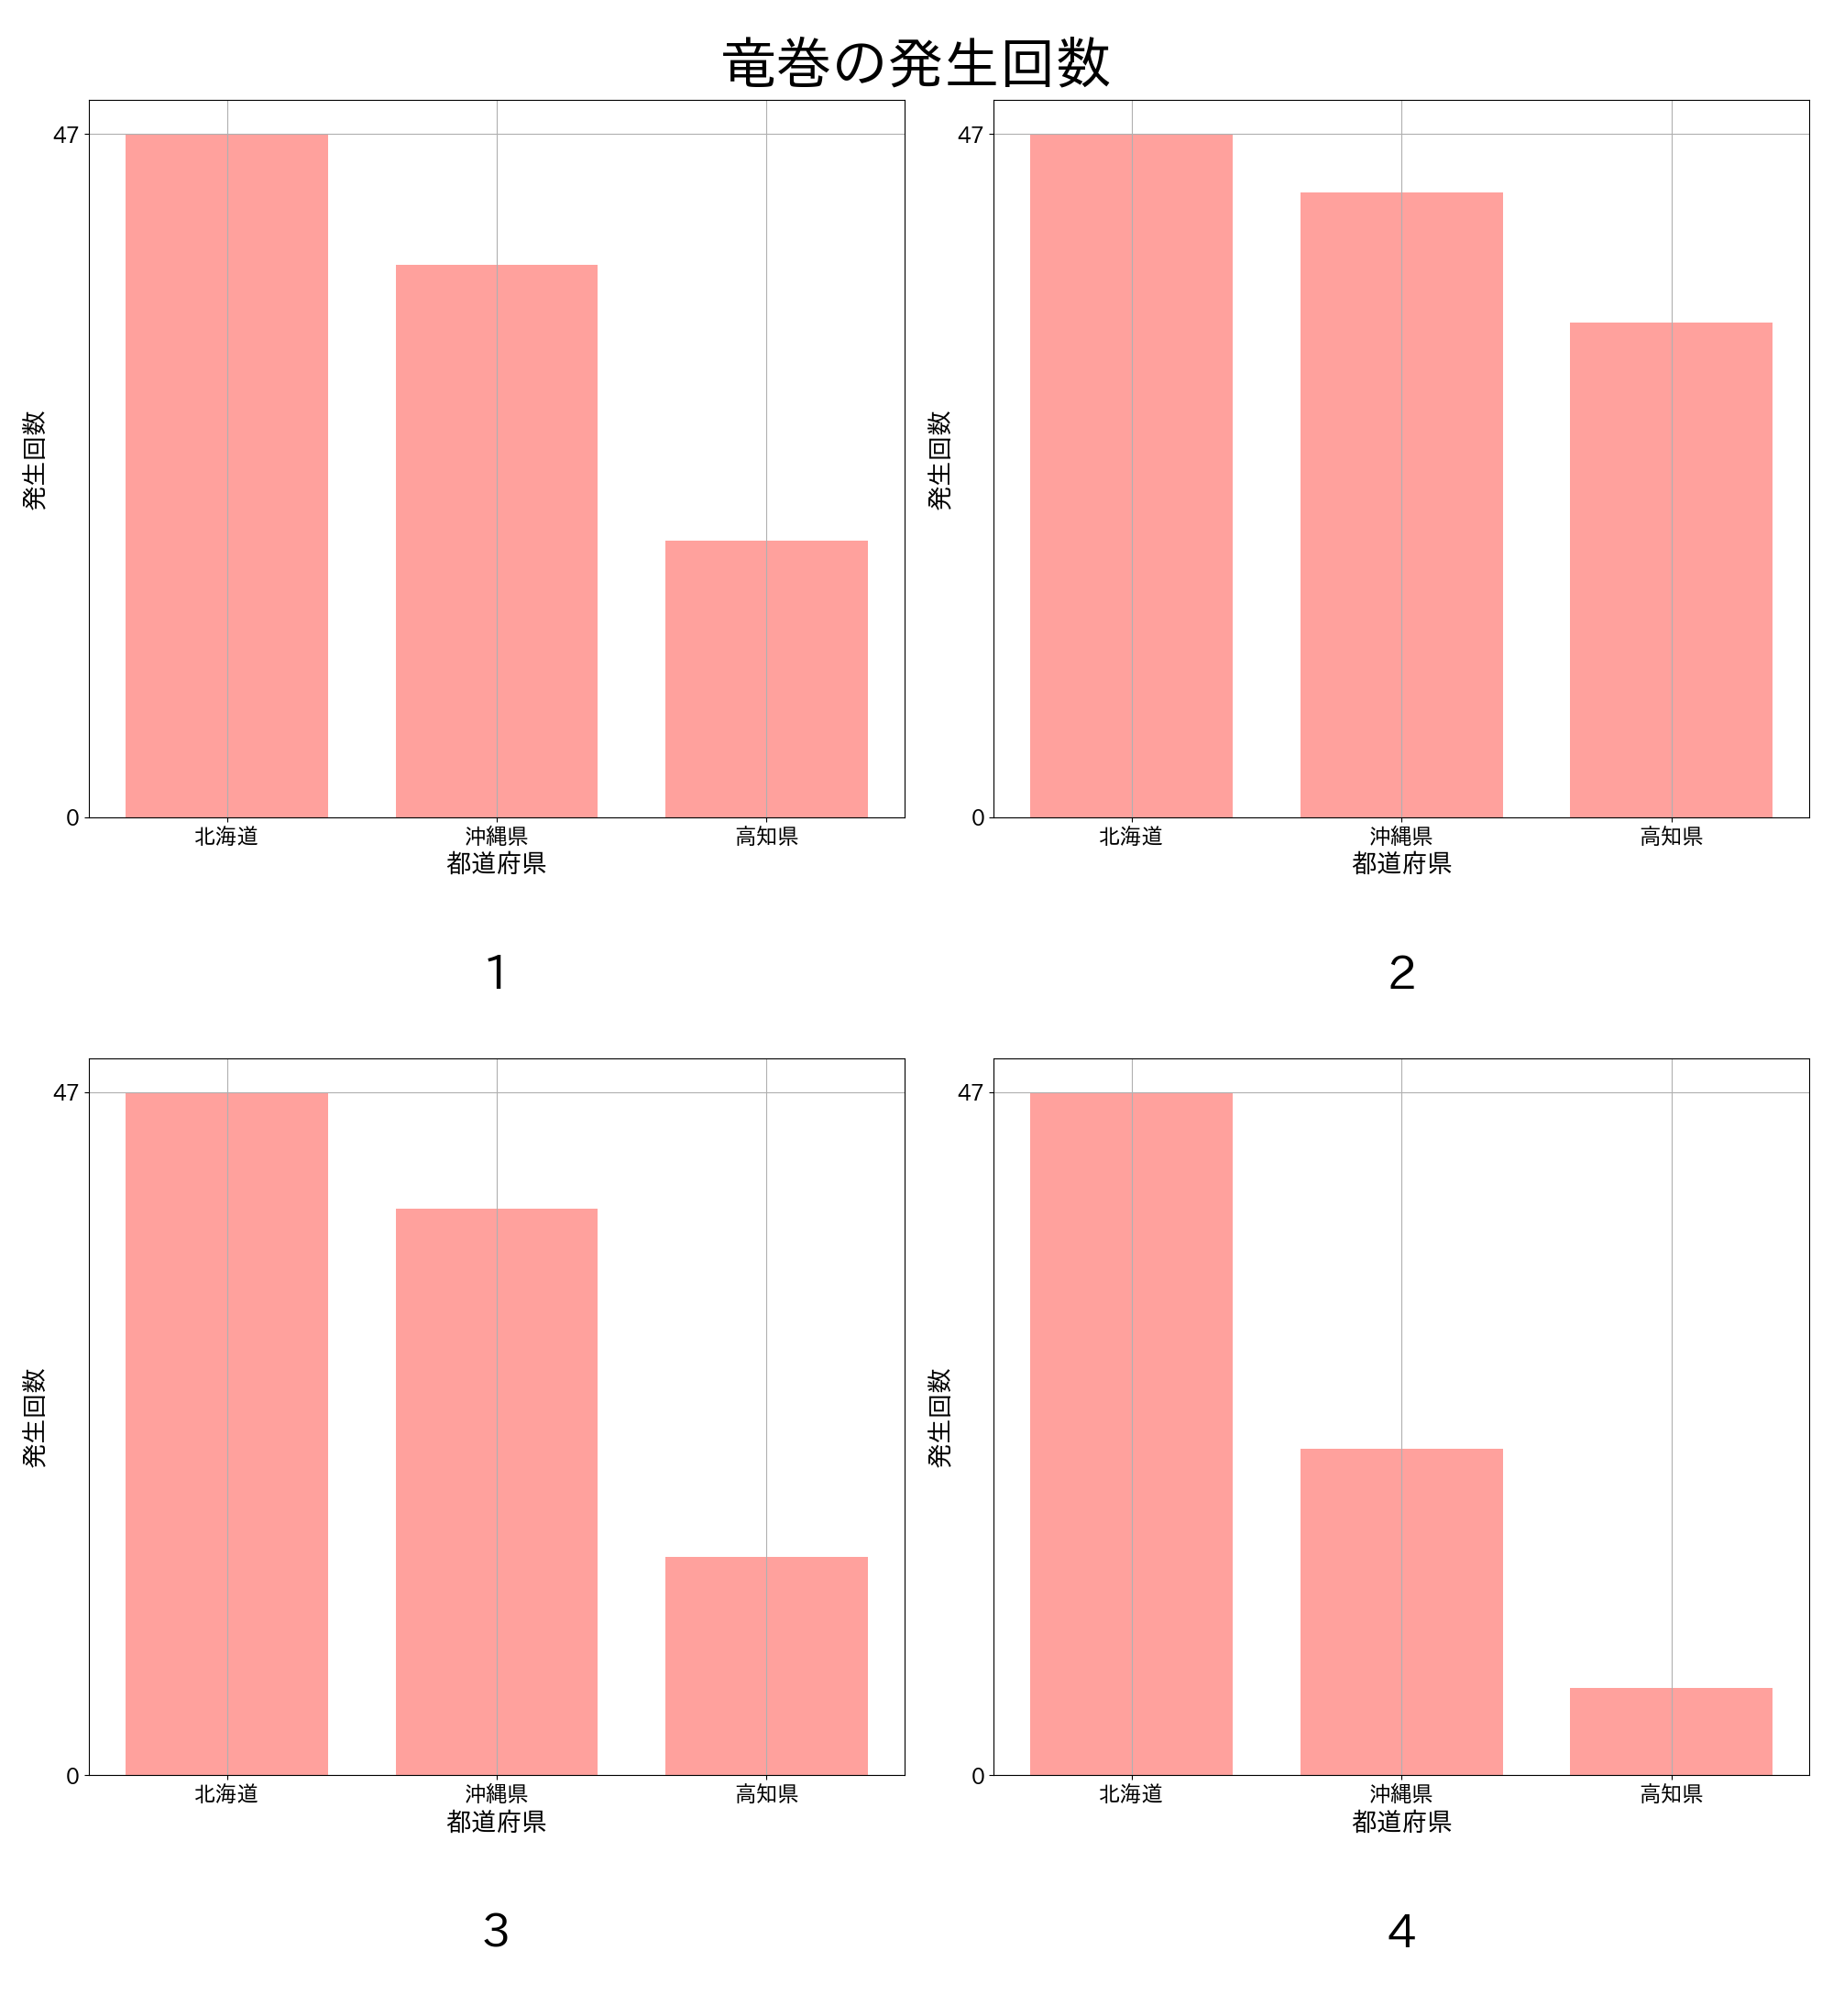 竜巻の発生回数
47
0
発生回数
北海道 沖縄県 高知県
都道府県
1
47
0
発生回数
北海道 沖縄県 高知県
都道府県
2
47
0
発生回数
北海道 沖縄県 高知県
都道府県
3
47
0
発生回数
北海道 沖縄県 高知県
都道府県
4